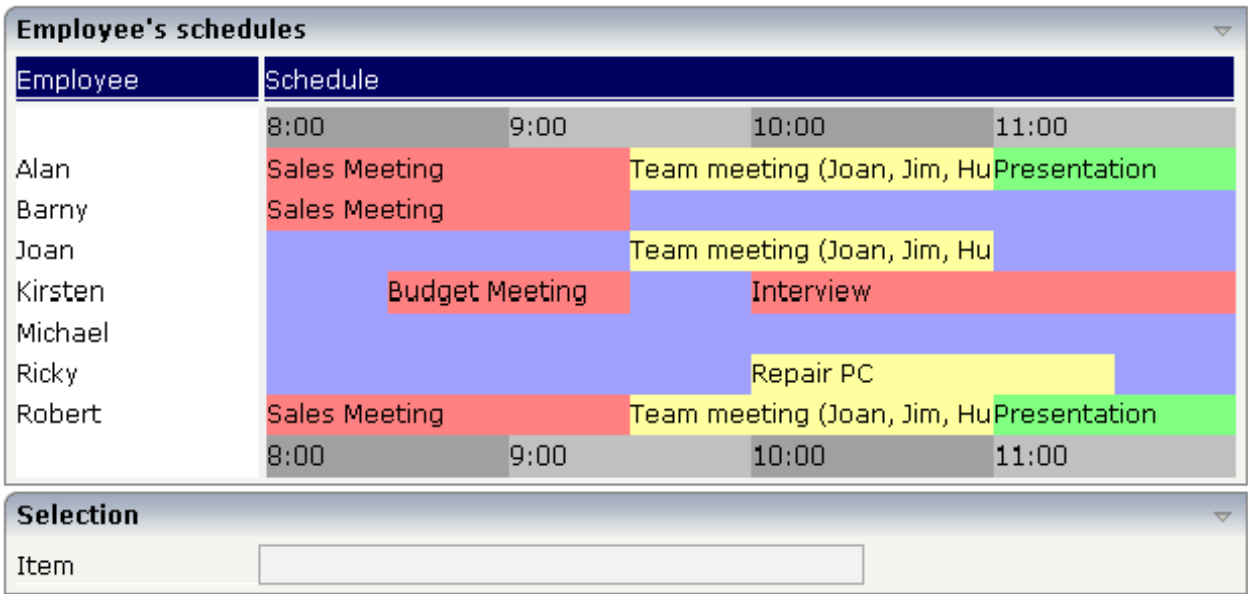 Employee's schedules
Employee Schedule
8:00 9:00 10:00 11:00
Alan Sales Meeting Team meeting (Joan, Jim, Hu Presentation
Barny Sales Meeting
Joan Team meeting (Joan, Jim, Hu
Kirsten Budget Meeting Interview
Michael
Ricky Repair PC
Robert Sales Meeting Team meeting (Joan, Jim, Hu Presentation
8:00 9:00 10:00 11:00
Selection
Item